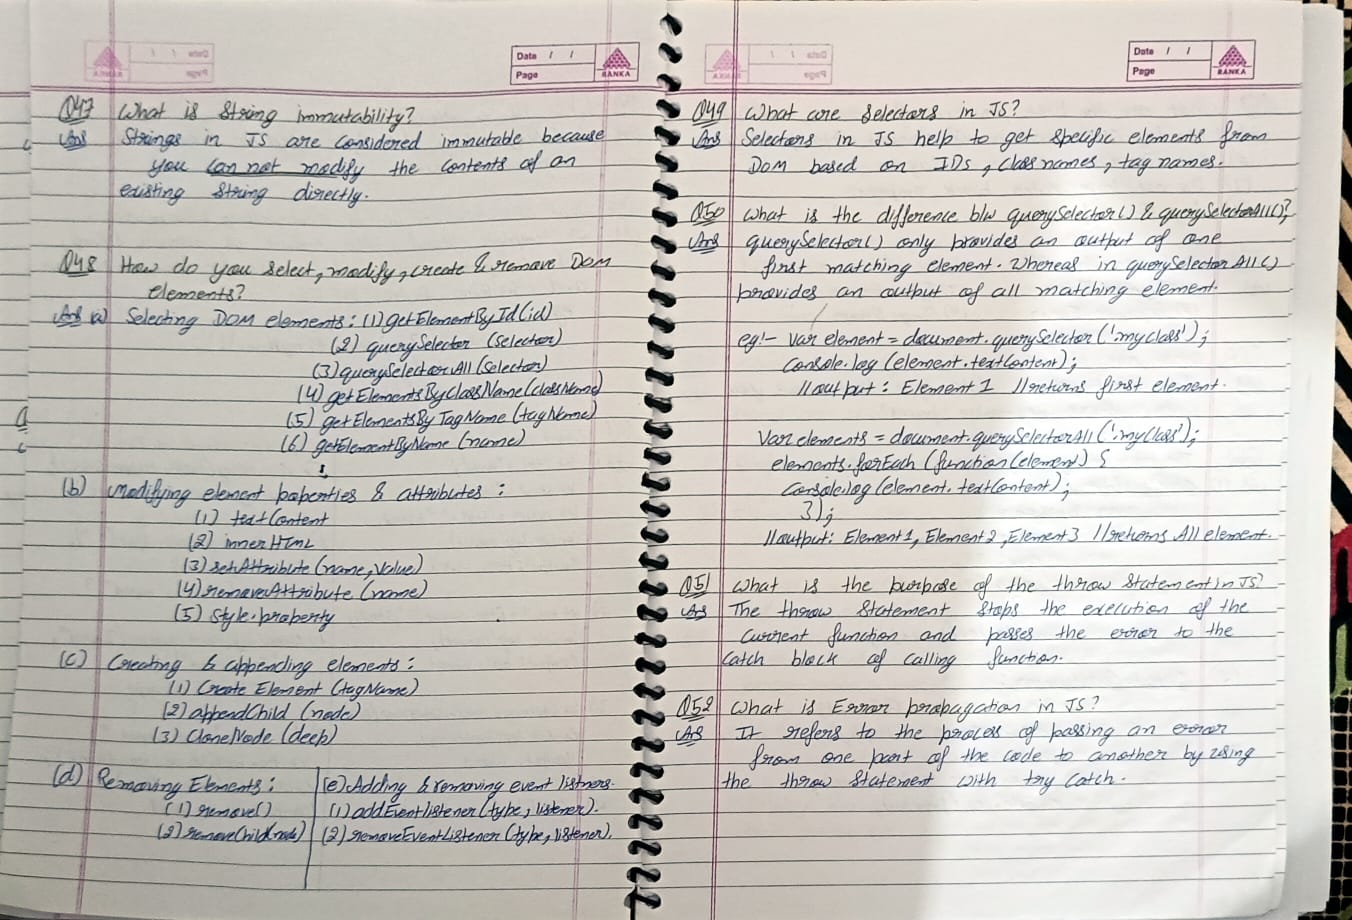 Date / /
Page
RANKA
Q47 What is String immutability?
Ans Strings in JS are considered immutable because
you can not modify the contents of an
existing string directly.
Q48 How do you select, modify, create & remove DOM
elements?
Ans (a) Selecting DOM elements: (1) getElementById(id)
(2) querySelector (selector)
(3) querySelectorAll (selector)
(4) getElementsByClassName (className)
(5) getElementsByTagName (tagName)
(6) getElementByName (name)
(b) Modifying element properties & attributes :
(1) textContent
(2) innerHTML
(3) setAttribute (name, value)
(4) removeAttribute (name)
(5) Style.property
(c) Creating & appending elements :
(1) Create Element (tagName)
(2) appendChild (node)
(3) CloneNode (deep)
(d) Removing Elements :
(1) remove()
(2) removeChild(node)
(e) Adding & removing event listners.
(1) addEventlistener (type, listener).
(2) removeEventListener (type, listener).
Date / /
Page
RANKA
Q49 What are selectors in JS?
Ans Selectors in JS help to get specific elements from
DOM based on IDs, class names, tag names.
Q50 What is the difference b/w querySelector() & querySelectorAll()?
Ans querySelector() only provides an output of one
first matching element. Whereas in querySelectorAll()
provides an output of all matching element.
eg:- Var element = document.querySelector ('.myclass');
Console.log (element.textContent);
// output : Element 1 // returns first element.
Var elements = document.querySelectorAll ('.myClass');
elements.forEach (function (element) {
Console.log (element.textContent);
});
// output: Element 1, Element 2, Element 3 // returns All element.
Q51 What is the purpose of the throw statement in JS?
Ans The throw Statement stops the execution of the
current function and passes the error to the
Catch block of calling function.
Q52 What is Error propagation in JS?
Ans It refers to the process of passing an error
from one part of the code to another by using
the throw Statement with try catch.